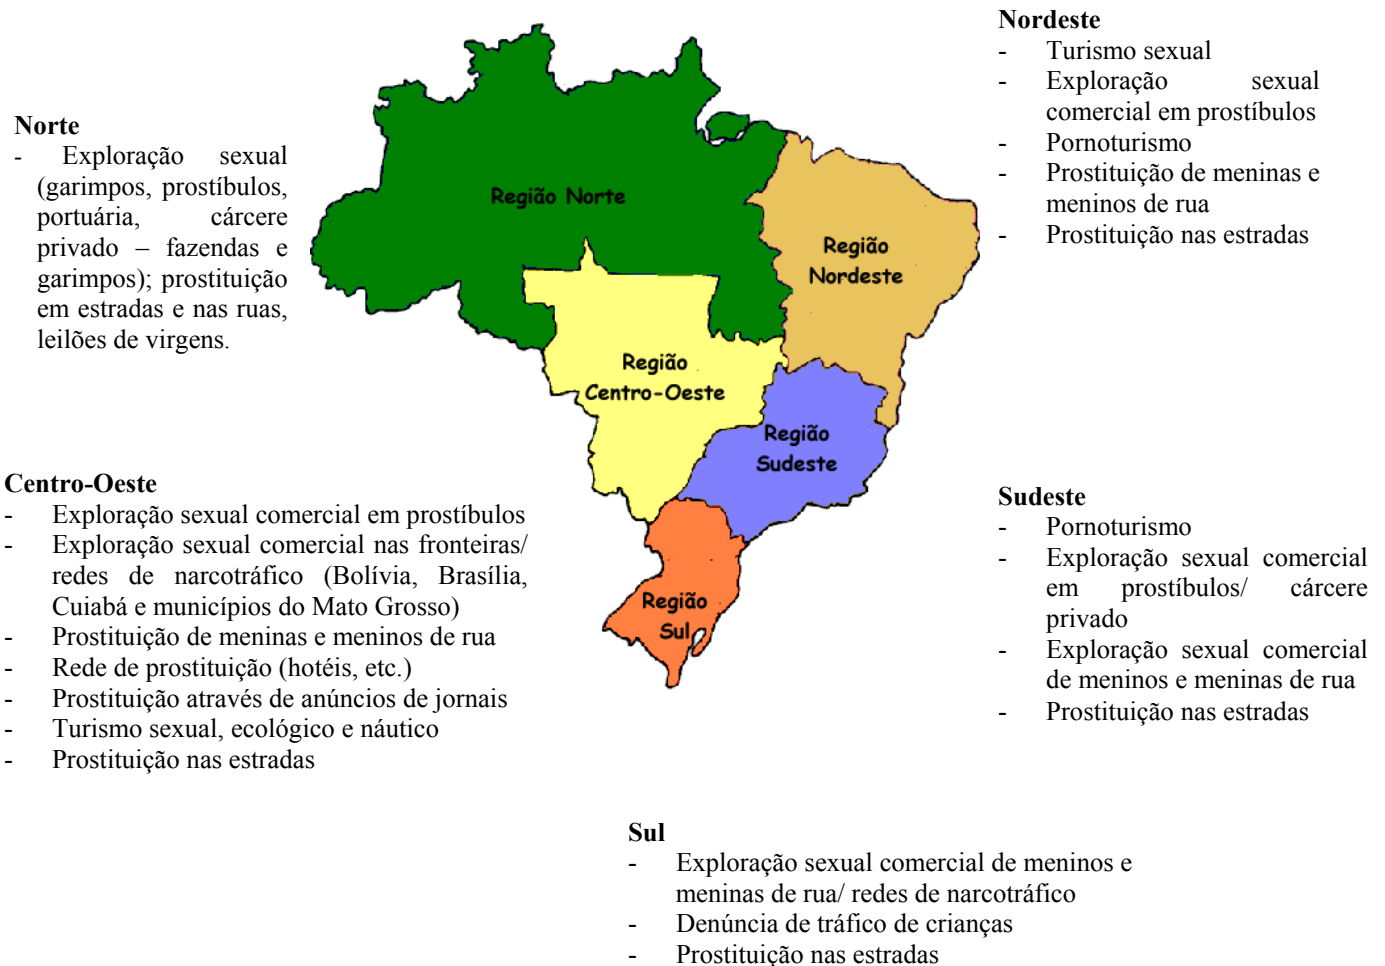 Nordeste
- Turismo sexual
- Exploração sexual
comercial em prostíbulos
- Pornoturismo
- Prostituição de meninas e
meninos de rua
- Prostituição nas estradas
Norte
- Exploração sexual
(garimpos, prostíbulos,
portuária, cárcere
privado – fazendas e
garimpos); prostituição
em estradas e nas ruas,
leilões de virgens.
Região Norte
Região
Nordeste
Região
Centro-Oeste
Região
Sudeste
Região
Sul
Centro-Oeste
- Exploração sexual comercial em prostíbulos
- Exploração sexual comercial nas fronteiras/
redes de narcotráfico (Bolívia, Brasília,
Cuiabá e municípios do Mato Grosso)
- Prostituição de meninas e meninos de rua
- Rede de prostituição (hotéis, etc.)
- Prostituição através de anúncios de jornais
- Turismo sexual, ecológico e náutico
- Prostituição nas estradas
Sudeste
- Pornoturismo
- Exploração sexual comercial
em prostíbulos/ cárcere
privado
- Exploração sexual comercial
de meninos e meninas de rua
- Prostituição nas estradas
Sul
- Exploração sexual comercial de meninos e
meninas de rua/ redes de narcotráfico
- Denúncia de tráfico de crianças
- Prostituição nas estradas